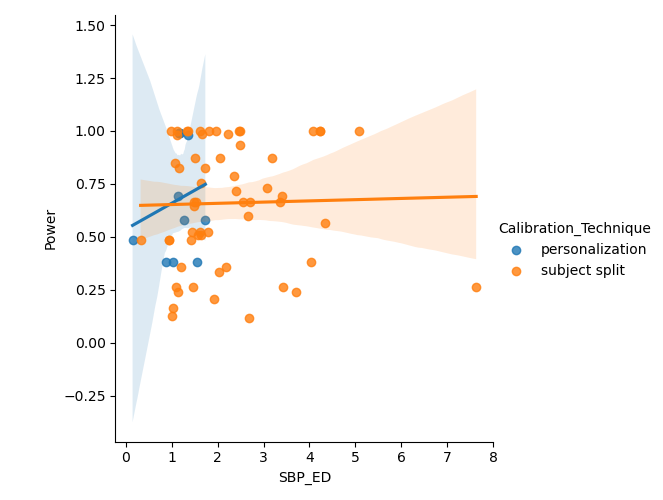 1.50
1.25
1.00
0.75
0.50
0.25
0.00
−0.25
Power
0 1 2 3 4 5 6 7 8
SBP_ED
Calibration_Technique
personalization
subject split